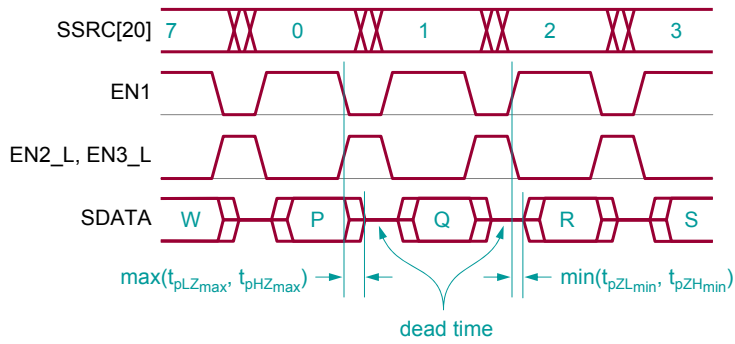 SSRC[20] 7 0 1 2 3
EN1
EN2_L, EN3_L
SDATA W P Q R S
max(tpLZmax, tpHZmax) min(tpZLmin, tpZHmin)
dead time